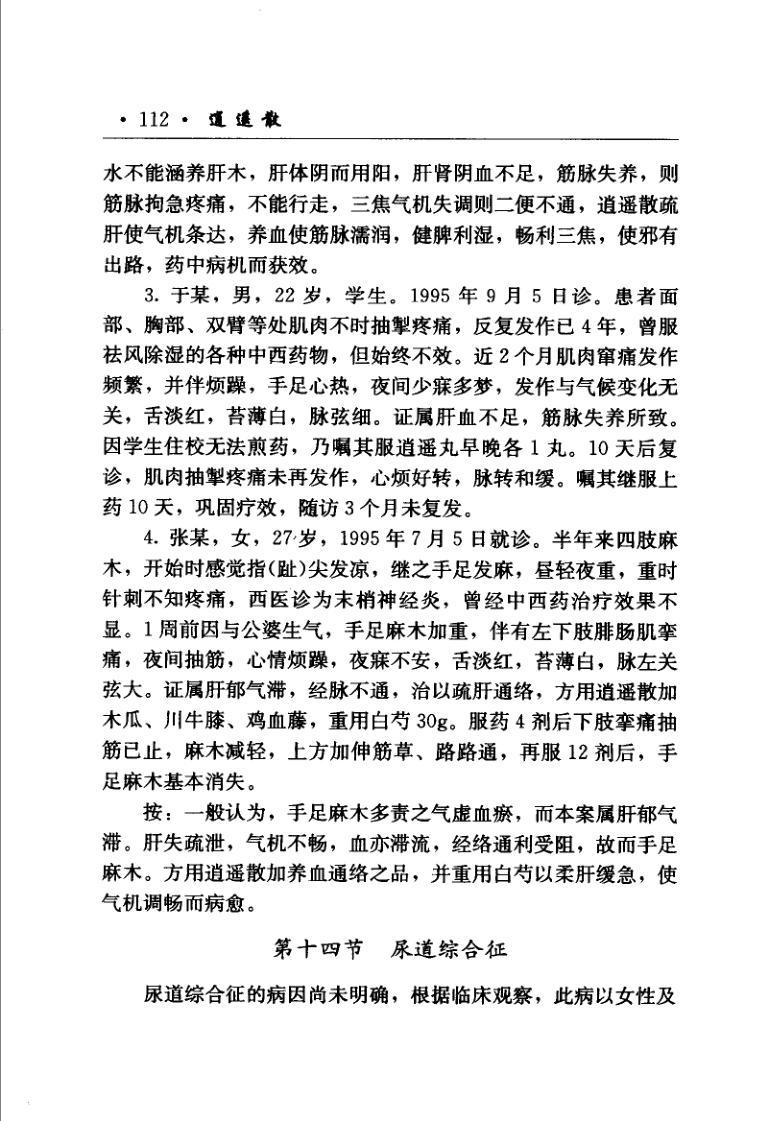 · 112 · 逍遥散
水不能涵养肝木，肝体阴而用阳，肝肾阴血不足，筋脉失养，则
筋脉拘急疼痛，不能行走，三焦气机失调则二便不通，逍遥散疏
肝使气机条达，养血使筋脉濡润，健脾利湿，畅利三焦，使邪有
出路，药中病机而获效。
3. 于某，男，22 岁，学生。1995 年 9 月 5 日诊。患者面
部、胸部、双臂等处肌肉不时抽掣疼痛，反复发作已 4 年，曾服
祛风除湿的各种中西药物，但始终不效。近 2 个月肌肉窜痛发作
频繁，并伴烦躁，手足心热，夜间少寐多梦，发作与气候变化无
关，舌淡红，苔薄白，脉弦细。证属肝血不足，筋脉失养所致。
因学生住校无法煎药，乃嘱其服逍遥丸早晚各 1 丸。10 天后复
诊，肌肉抽掣疼痛未再发作，心烦好转，脉转和缓。嘱其继服上
药 10 天，巩固疗效，随访 3 个月未复发。
4. 张某，女，27 岁，1995 年 7 月 5 日就诊。半年来四肢麻
木，开始时感觉指(趾)尖发凉，继之手足发麻，昼轻夜重，重时
针刺不知疼痛，西医诊为末梢神经炎，曾经中西药治疗效果不
显。1 周前因与公婆生气，手足麻木加重，伴有左下肢腓肠肌挛
痛，夜间抽筋，心情烦躁，夜寐不安，舌淡红，苔薄白，脉左关
弦大。证属肝郁气滞，经脉不通，治以疏肝通络，方用逍遥散加
木瓜、川牛膝、鸡血藤，重用白芍 30g。服药 4 剂后下肢挛痛抽
筋已止，麻木减轻，上方加伸筋草、路路通，再服 12 剂后，手
足麻木基本消失。
按：一般认为，手足麻木多责之气虚血瘀，而本案属肝郁气
滞。肝失疏泄，气机不畅，血亦滞流，经络通利受阻，故而手足
麻木。方用逍遥散加养血通络之品，并重用白芍以柔肝缓急，使
气机调畅而病愈。
第十四节 尿道综合征
尿道综合征的病因尚未明确，根据临床观察，此病以女性及